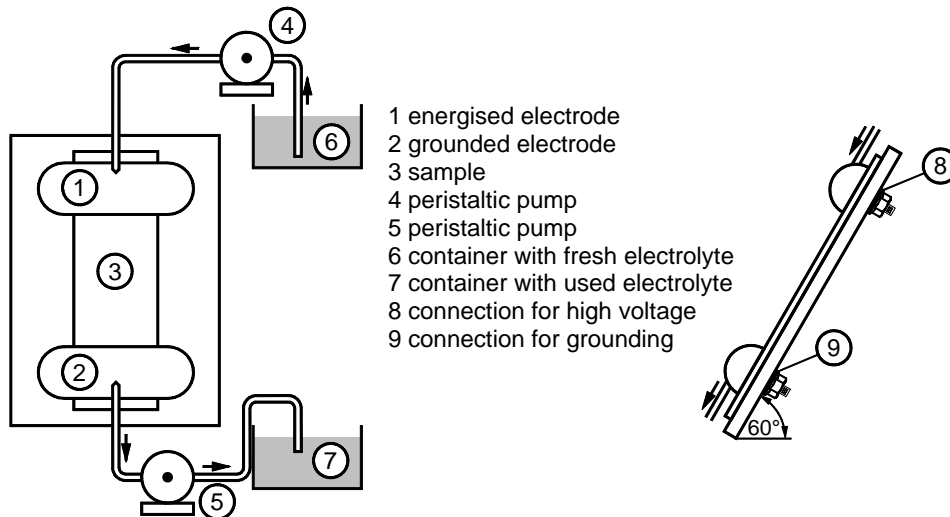 4
6
1
3
2
7
5
1 energised electrode
2 grounded electrode
3 sample
4 peristaltic pump
5 peristaltic pump
6 container with fresh electrolyte
7 container with used electrolyte
8 connection for high voltage
9 connection for grounding
8
9
60°